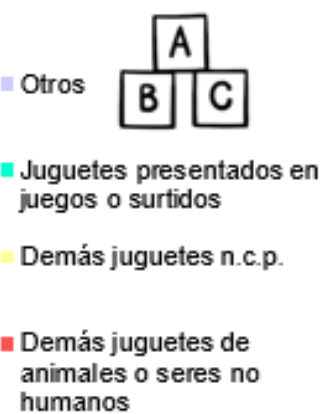 A
Otros
B C
Juguetes presentados en
juegos o surtidos
Demás juguetes n.c.p.
Demás juguetes de
animales o seres no
humanos